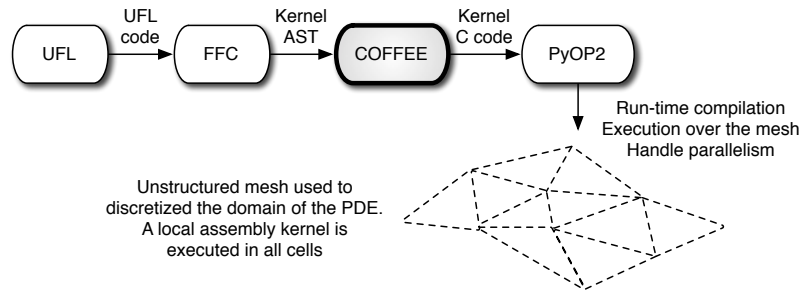 UFL
code
Kernel
AST
Kernel
C code
UFL
FFC
COFFEE
PyOP2
Run-time compilation
Execution over the mesh
Handle parallelism
Unstructured mesh used to
discretized the domain of the PDE.
A local assembly kernel is
executed in all cells